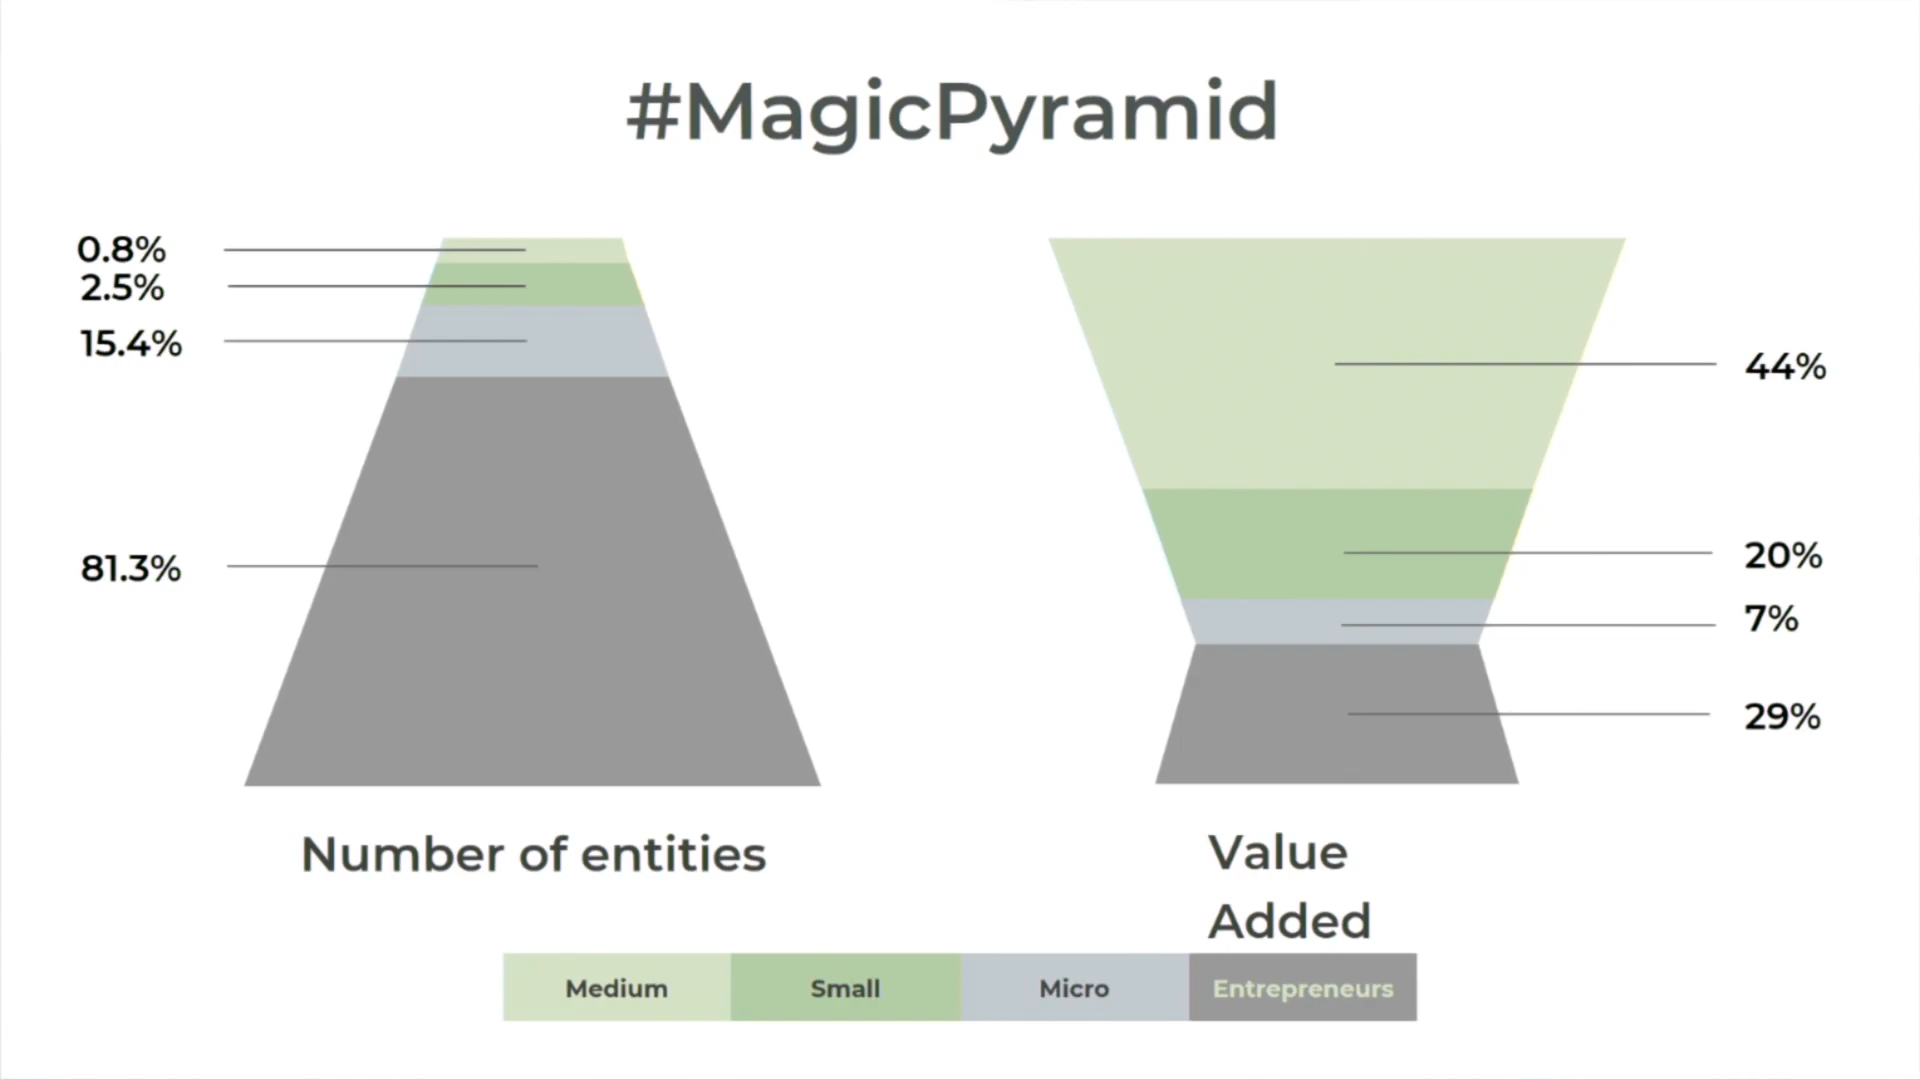 #MagicPyramid
0.8%
2.5%
15.4%
81.3%
Number of entities
44%
20%
7%
29%
Value
Added
Medium
Small
Micro
Entrepreneurs